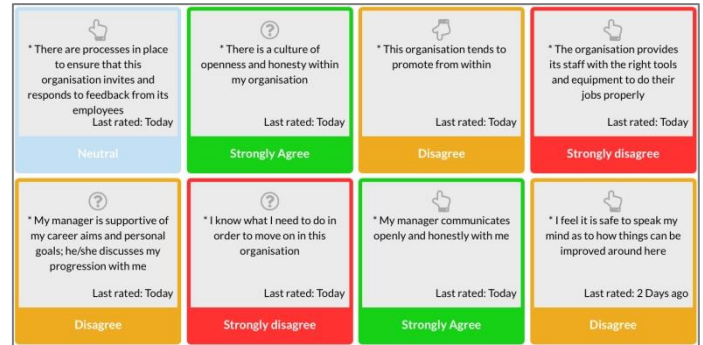 * There are processes in place
to ensure that this
organisation invites and
responds to feedback from its
employees
Last rated: Today
Neutral
* There is a culture of
openness and honesty within
my organisation
Last rated: Today
Strongly Agree
* This organisation tends to
promote from within
Last rated: Today
Disagree
* The organisation provides
its staff with the right tools
and equipment to do their
jobs properly
Last rated: Today
Strongly disagree
* My manager is supportive of
my career aims and personal
goals; he/she discusses my
progression with me
Last rated: Today
Disagree
* I know what I need to do in
order to move on in this
organisation
Last rated: Today
Strongly disagree
* My manager communicates
openly and honestly with me
Last rated: Today
Strongly Agree
* I feel it is safe to speak my
mind as to how things can be
improved around here
Last rated: 2 Days ago
Disagree